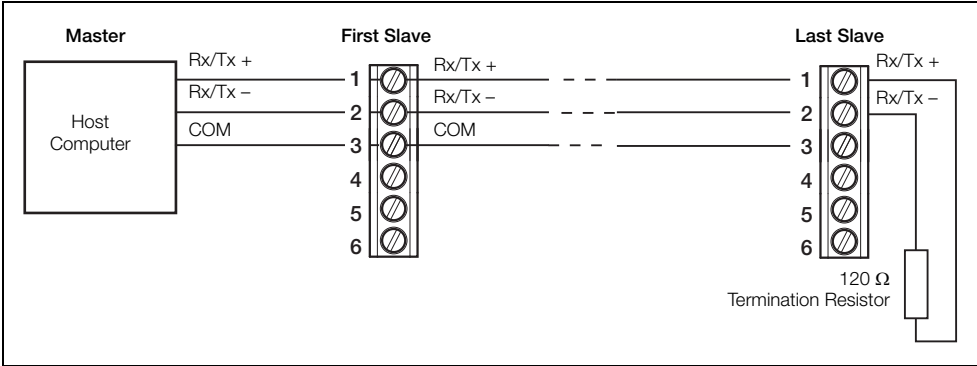 Master
First Slave
Last Slave
Rx/Tx +
Rx/Tx –
COM
Host
Computer
1
2
3
4
5
6
Rx/Tx +
Rx/Tx –
COM
1
2
3
4
5
6
Rx/Tx +
Rx/Tx –
120 Ω
Termination Resistor